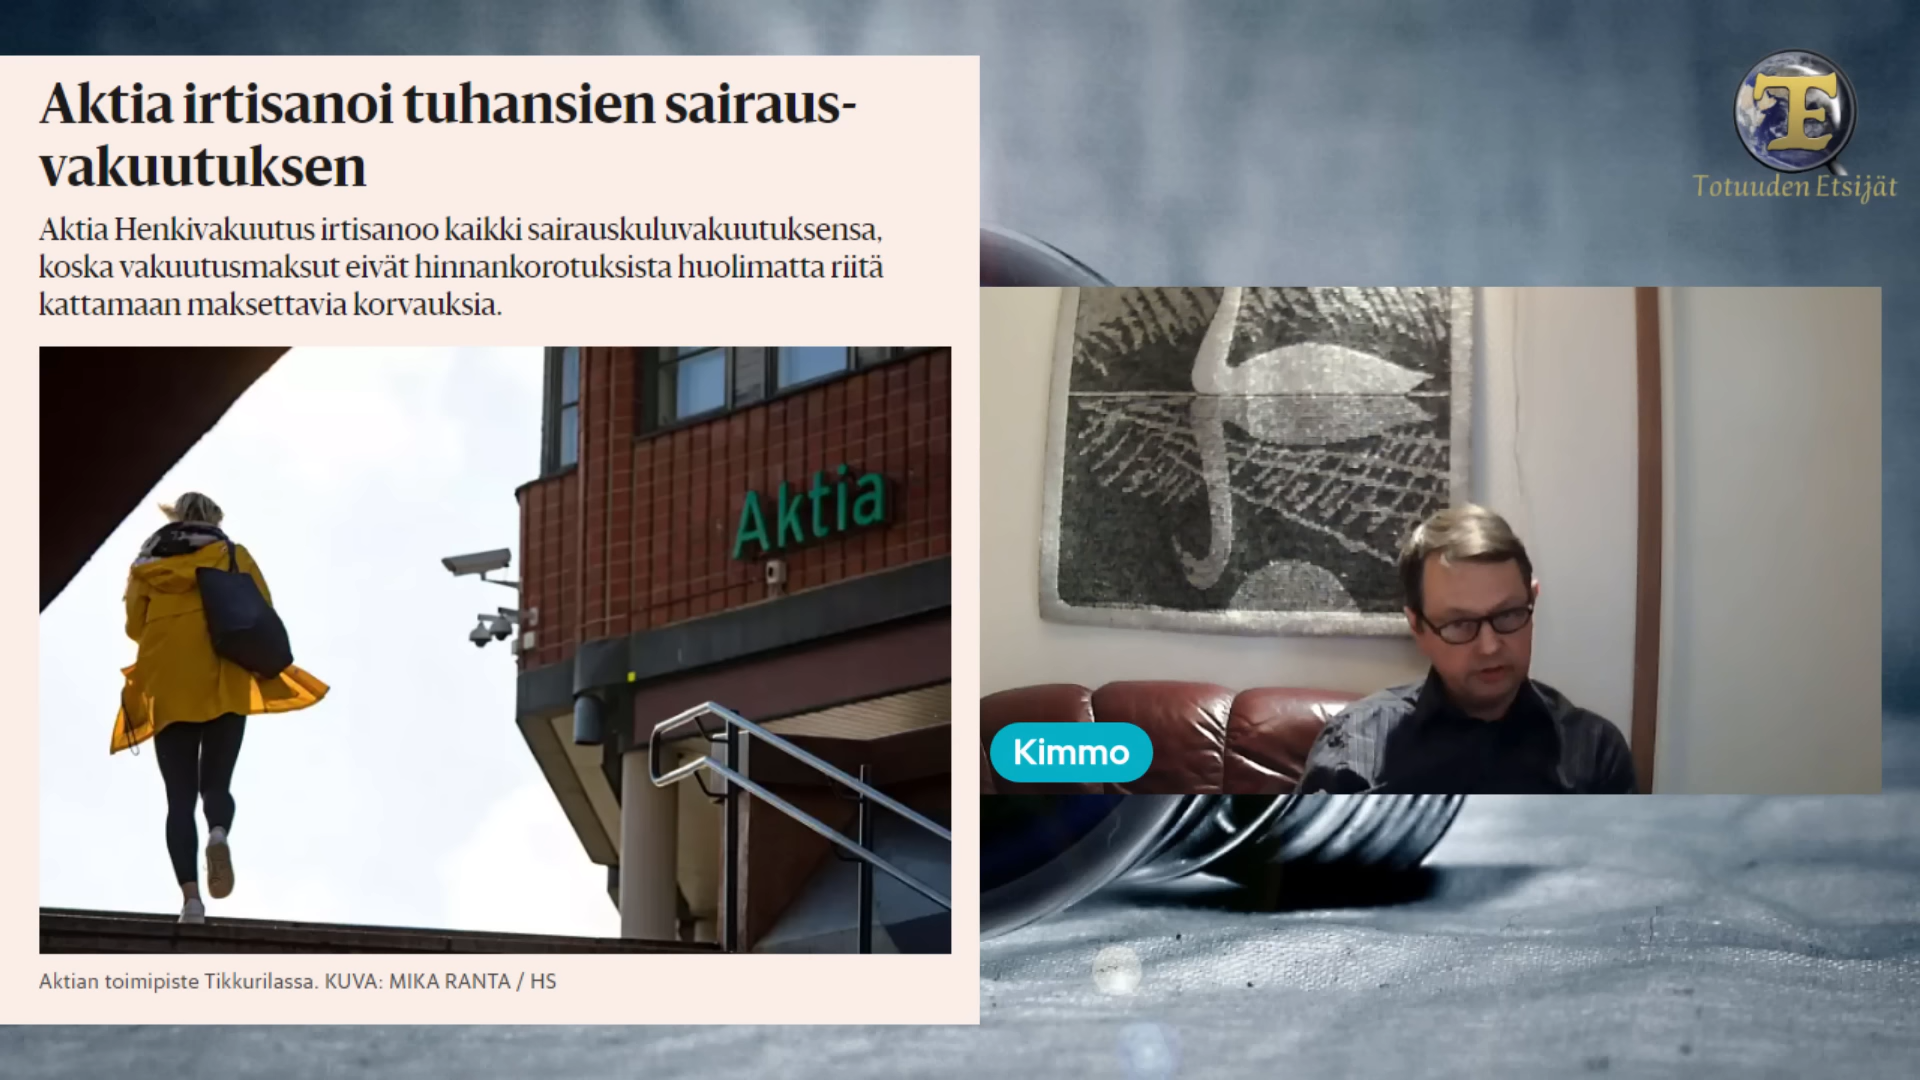 Aktia irtisanoi tuhansien sairaus-
vakuutuksen
Aktia Henkivakuutus irtisanoo kaikki sairauskuluvakuutuksensa,
koska vakuutusmaksut eivät hinnankorotuksista huolimatta riitä
kattamaan maksettavia korvauksia.
Aktia
Aktian toimipiste Tikkurilassa. KUVA: MIKA RANTA / HS
TE
Totuuden Etsijät
Kimmo